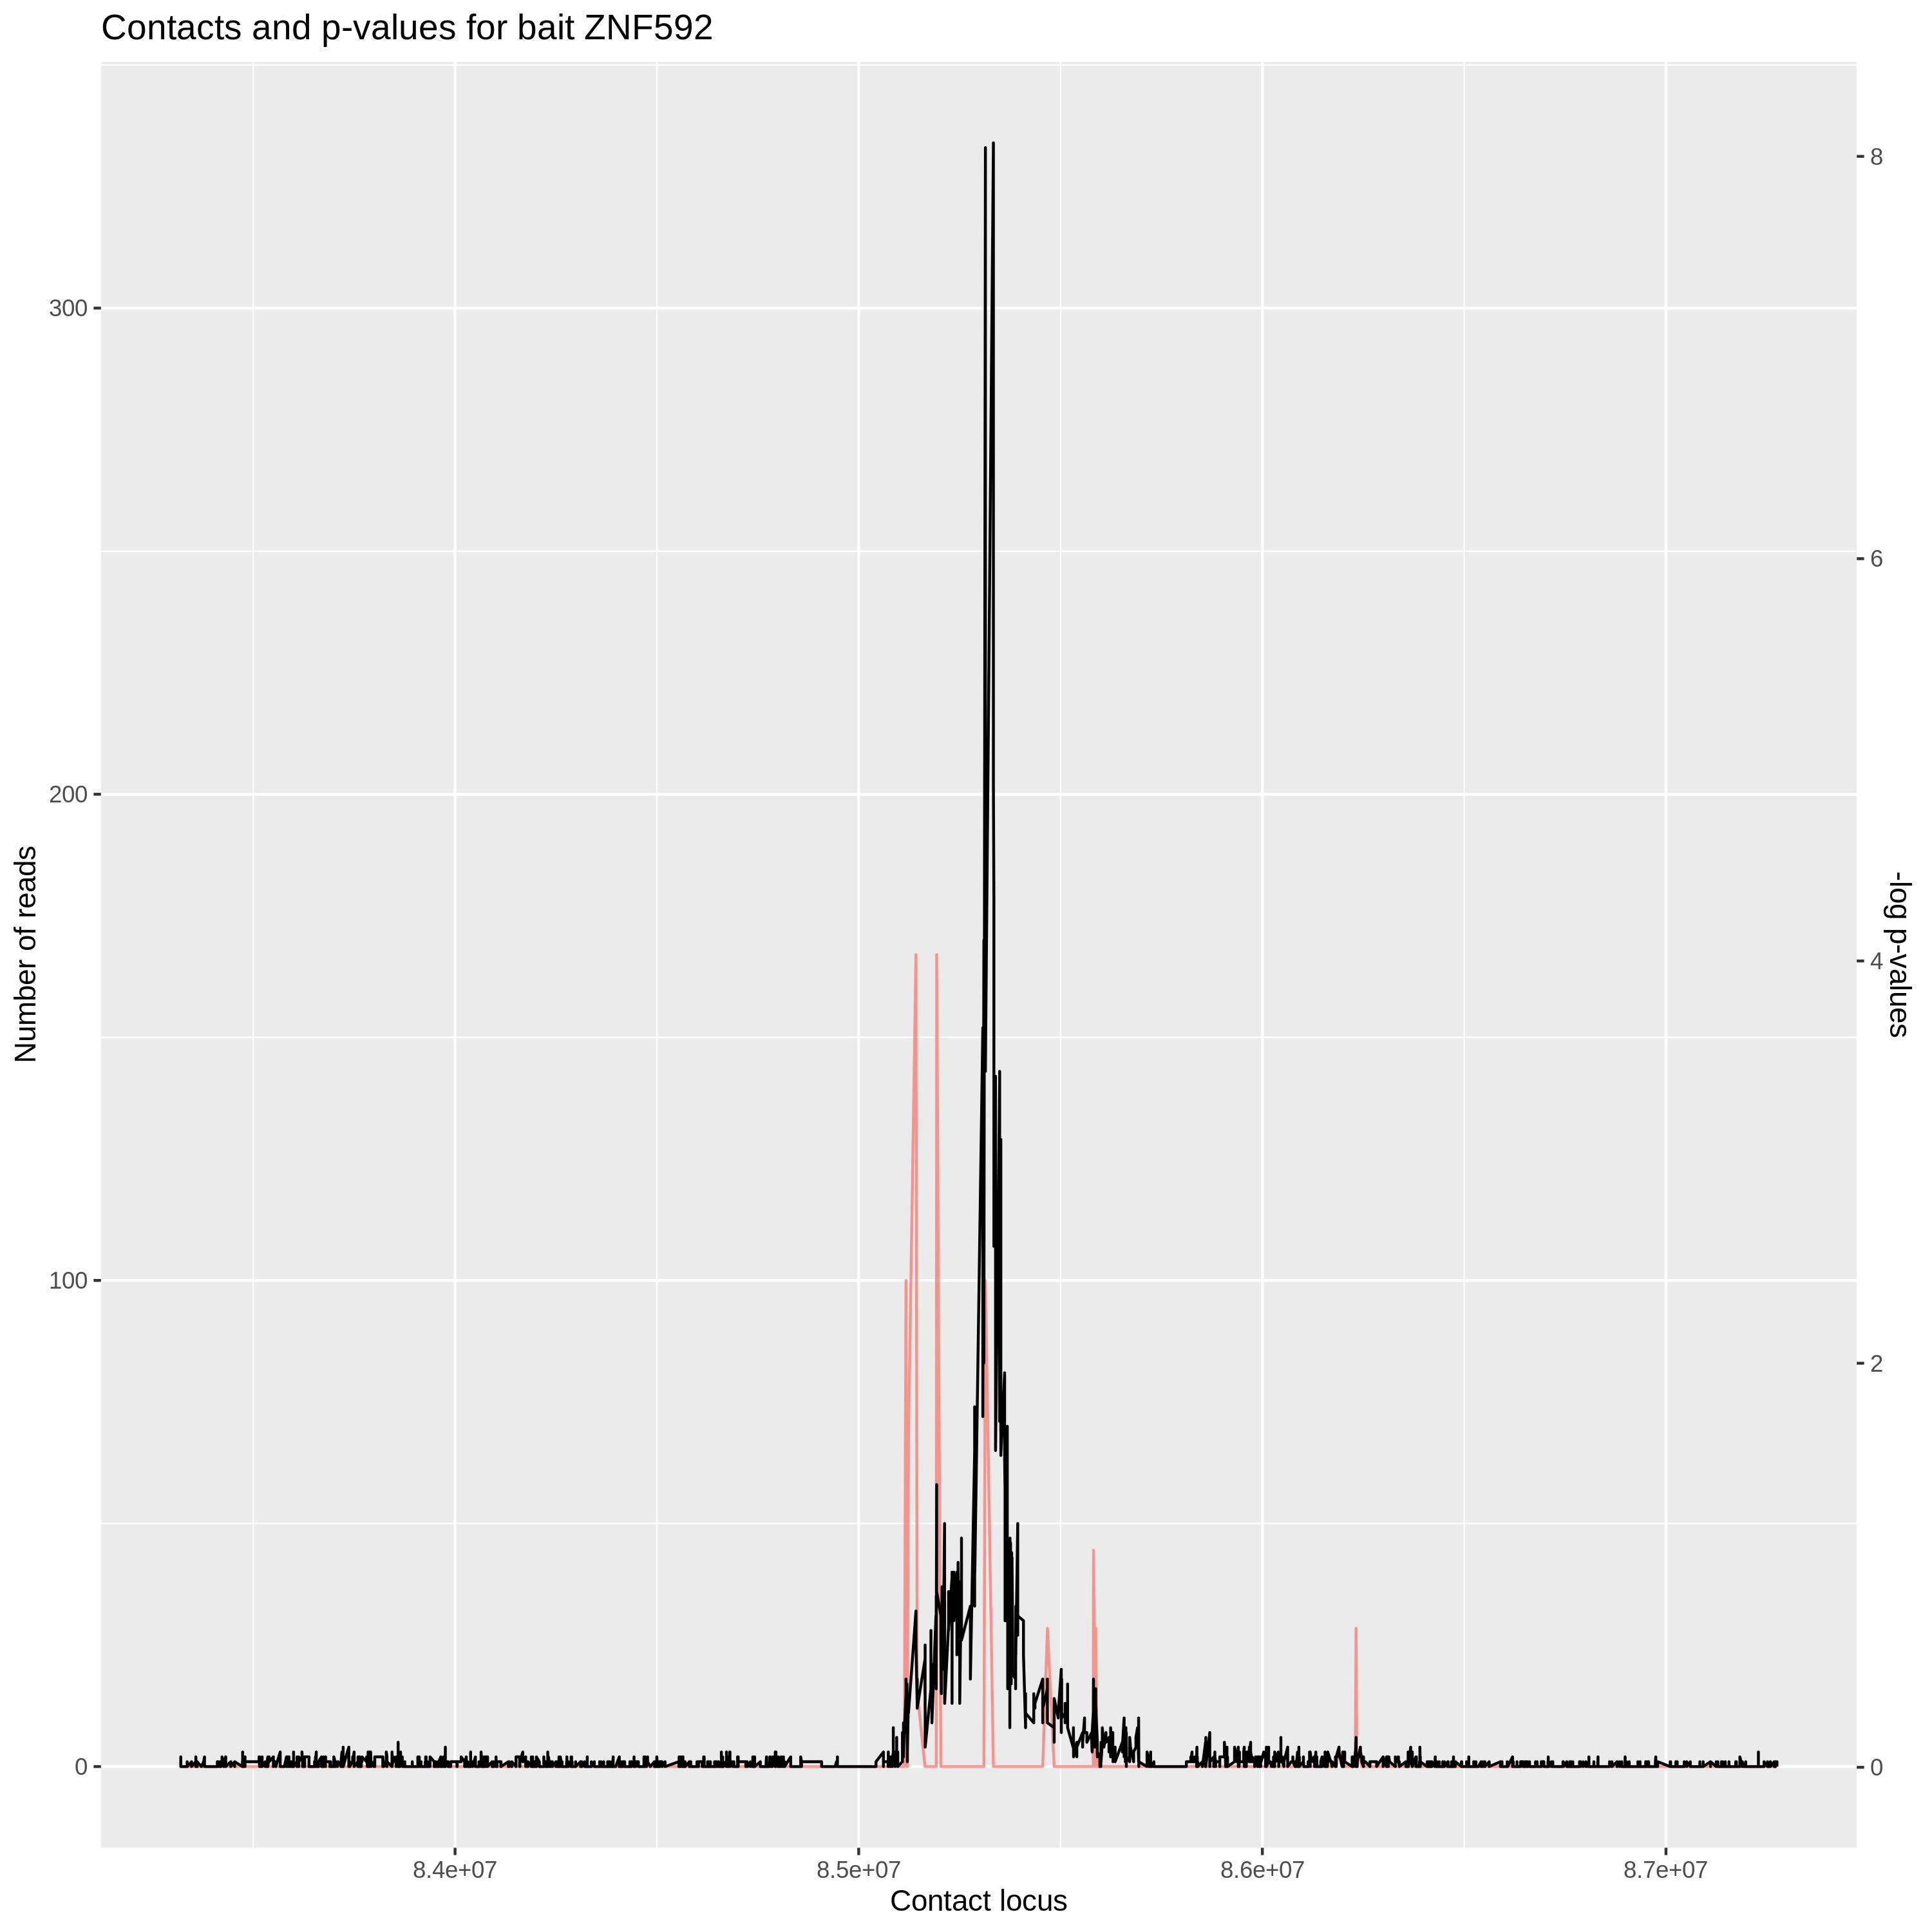 Contacts and p-values for bait ZNF592
Number of reads
300
200
100
0
8
6
4
2
0
-log p-values
8.4e+07
8.5e+07
8.6e+07
8.7e+07
Contact locus